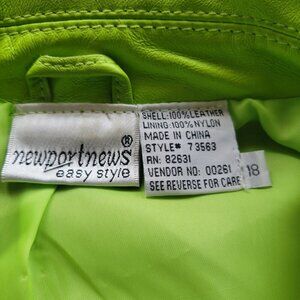 newportnews®
easy style
SHELL: 100% LEATHER
LINING: 100% NYLON
MADE IN CHINA
STYLE# 73563
RN: 82631
VENDOR NO: 00261
SEE REVERSE FOR CARE
18